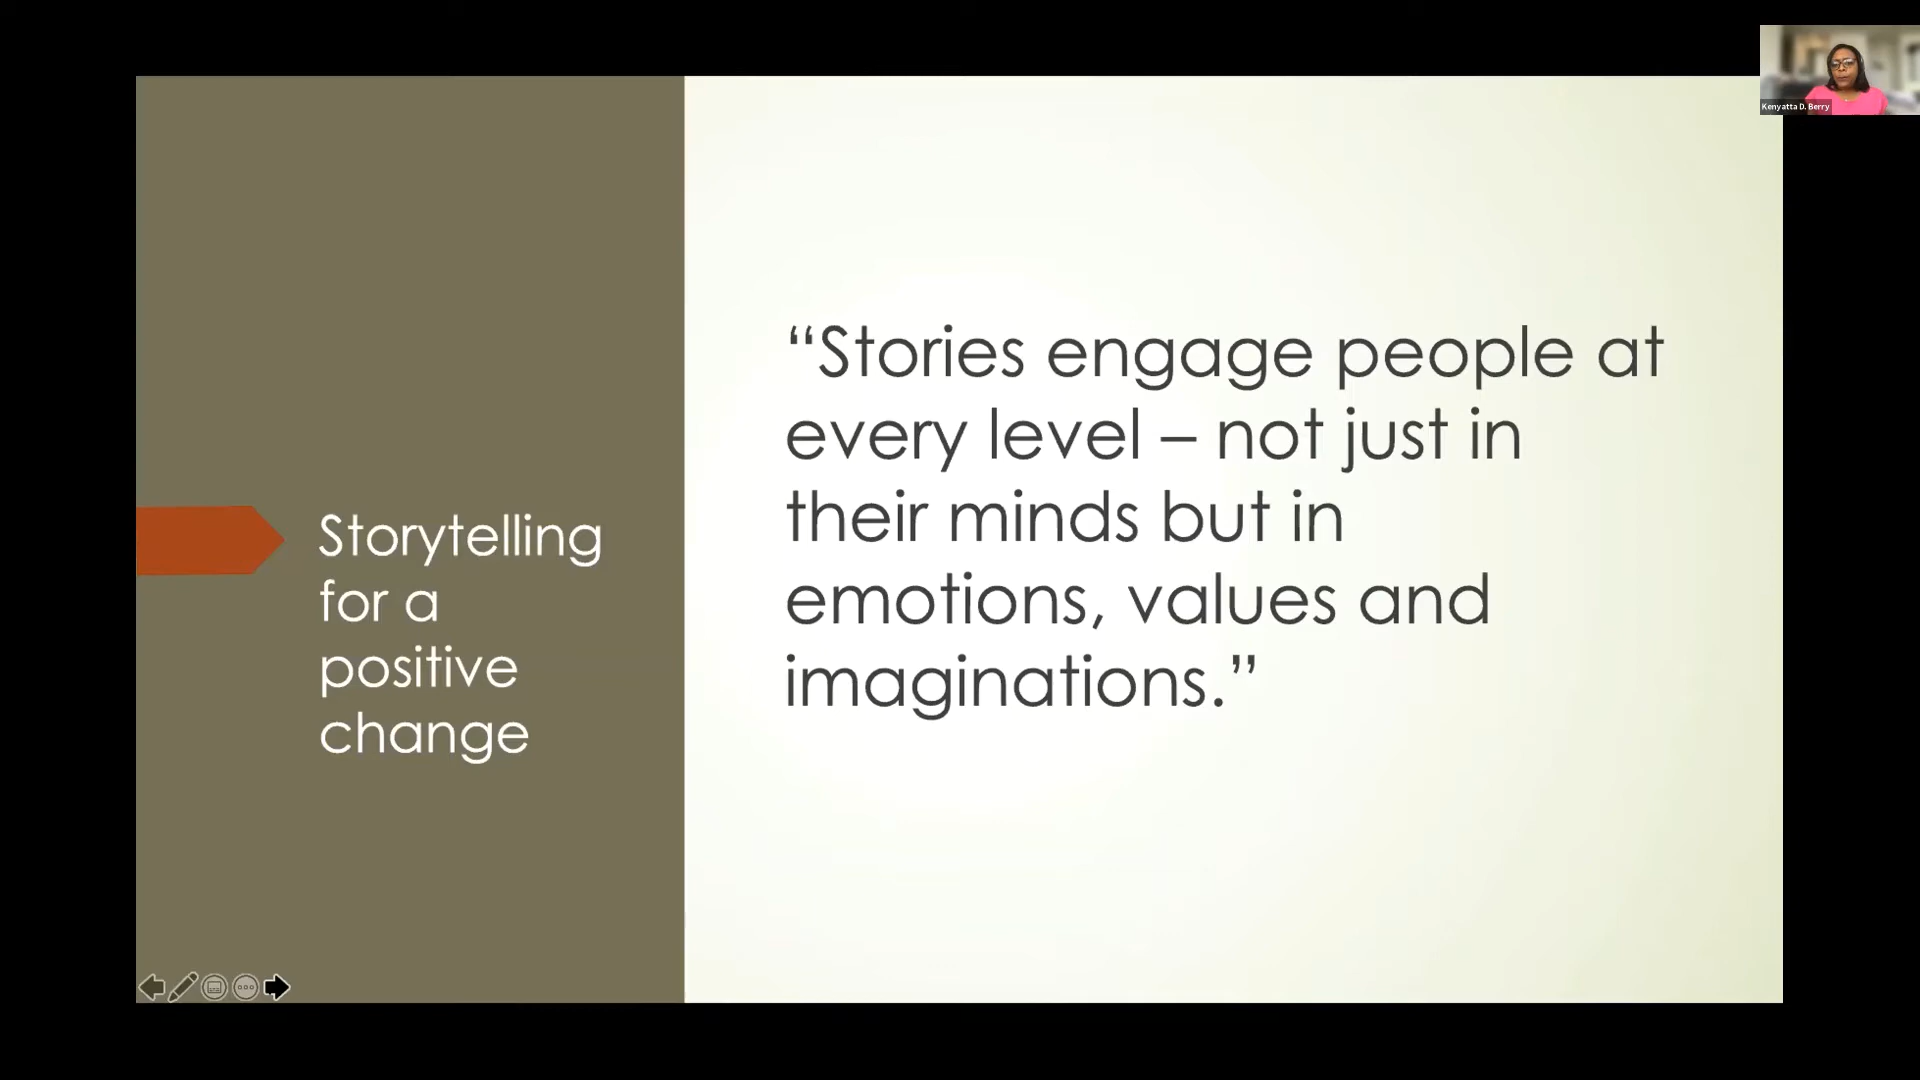 Kenyatta D. Berry
Storytelling
for a
positive
change
“Stories engage people at
every level – not just in
their minds but in
emotions, values and
imaginations.”